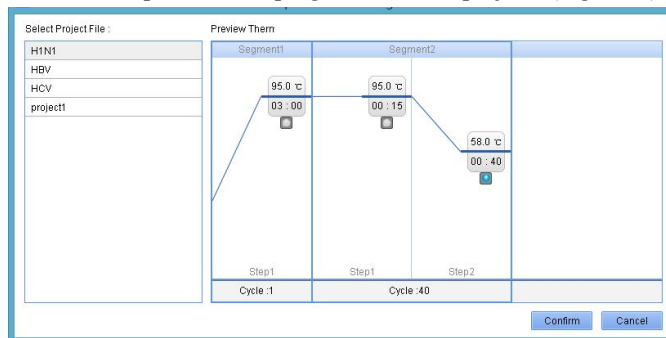 Select Project File :
Preview Therm
H1N1
HBV
HCV
project1
Segment1
Segment2
95.0 ℃
03 : 00
95.0 ℃
00 : 15
58.0 ℃
00 : 40
Step1
Step1
Step2
Cycle :1
Cycle :40
Confirm
Cancel